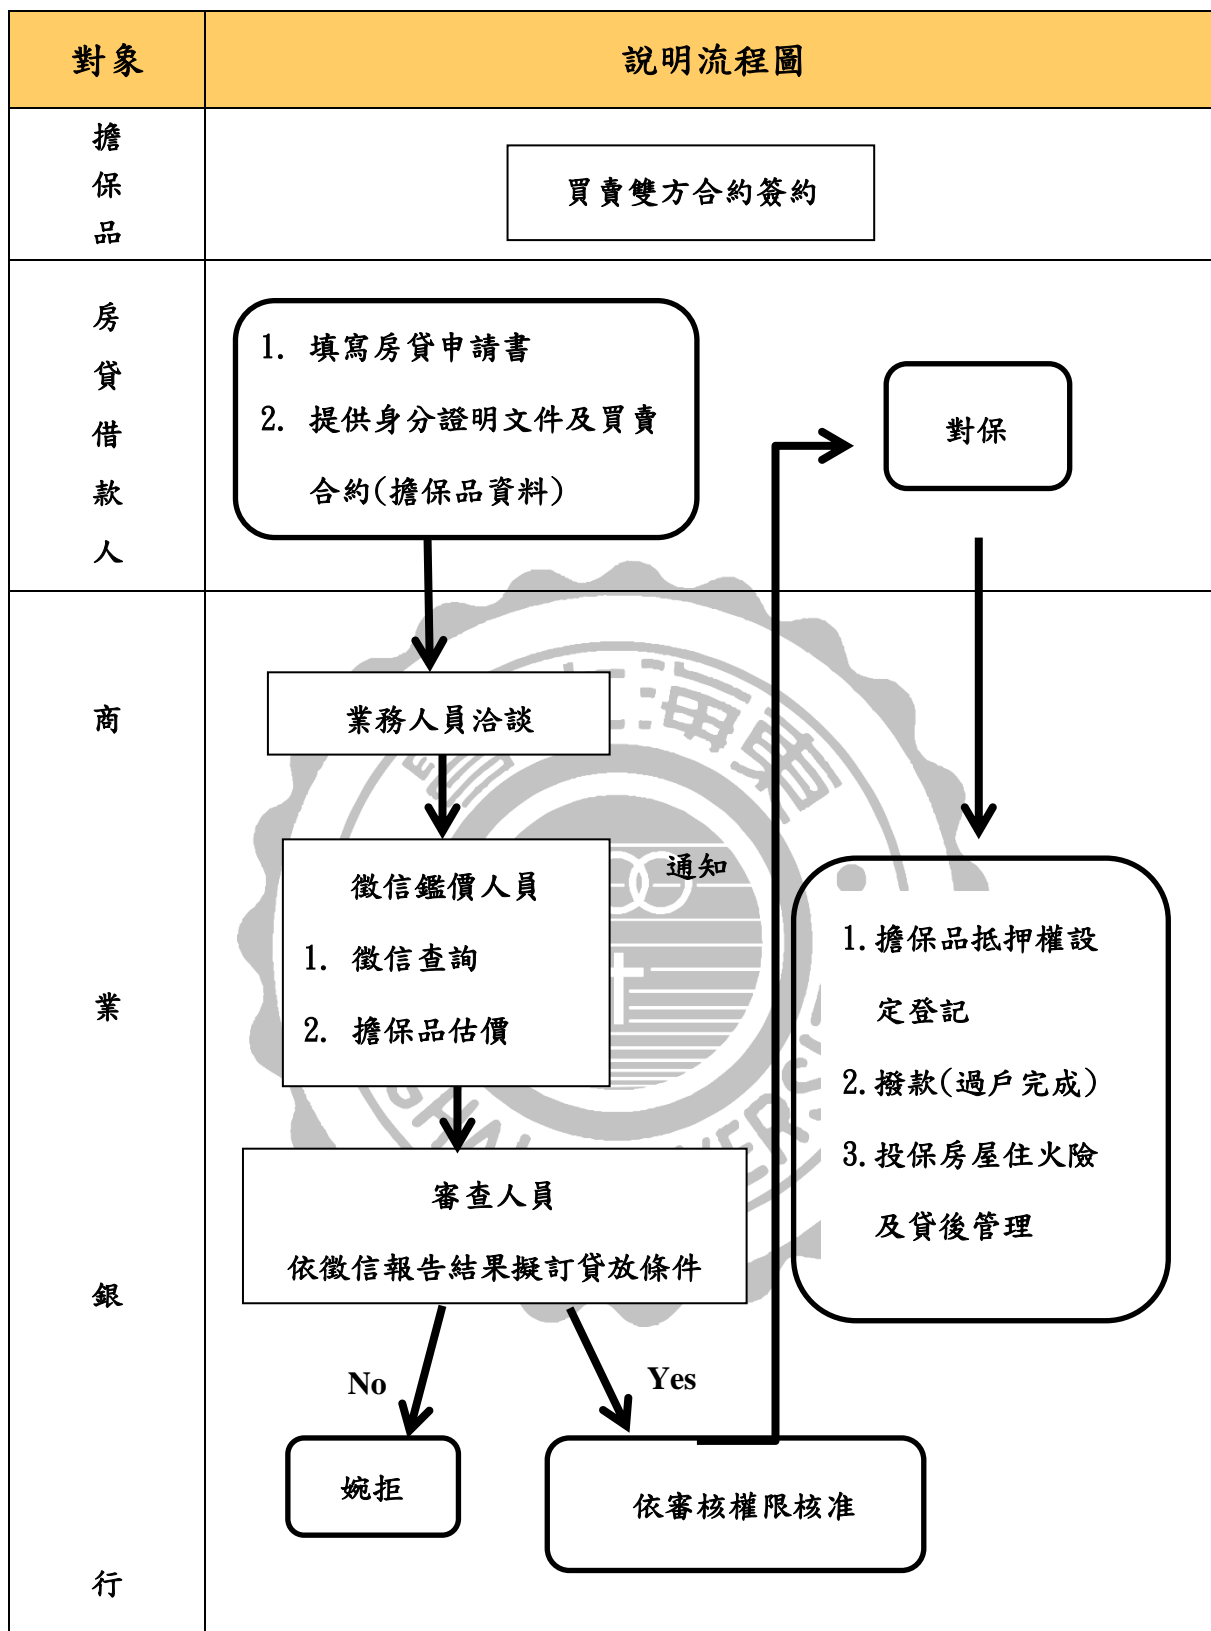 對象
說明流程圖
擔保品
買賣雙方合約簽約
房貸借款人
1. 填寫房貸申請書
2. 提供身分證明文件及買賣
合約(擔保品資料)
對保
商業銀行
業務人員洽談
徵信鑑價人員
1. 徵信查詢
2. 擔保品估價
通知
審查人員
依徵信報告結果擬訂貸放條件
No
Yes
婉拒
依審核權限核准
1.擔保品抵押權設
定登記
2.撥款(過戶完成)
3.投保房屋住火險
及貸後管理